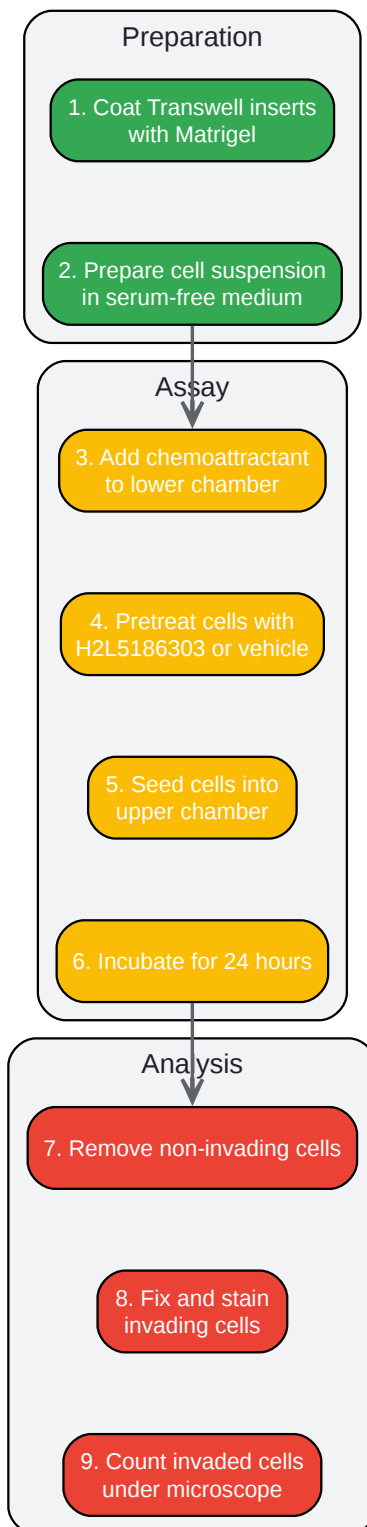 Preparation
1. Coat Transwell inserts
with Matrigel
2. Prepare cell suspension
in serum-free medium
Assay
3. Add chemoattractant
to lower chamber
4. Pretreat cells with
H2L5186303 or vehicle
5. Seed cells into
upper chamber
6. Incubate for 24 hours
Analysis
7. Remove non-invading cells
8. Fix and stain
invading cells
9. Count invaded cells
under microscope